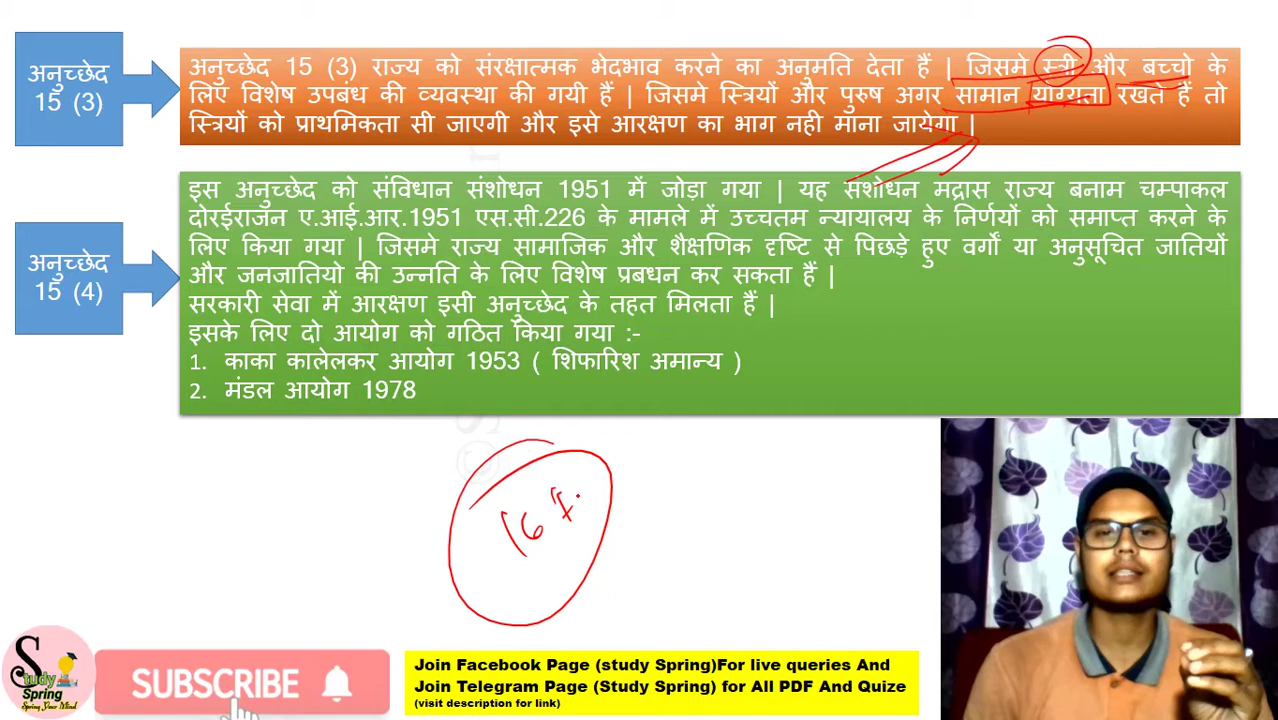 अनुच्छेद
15 (3)
अनुच्छेद 15 (3) राज्य को संरक्षात्मक भेदभाव करने का अनुमति देता हैं | जिसमे स्त्री और बच्चो के
लिए विशेष उपबंध की व्यवस्था की गयी हैं | जिसमे स्त्रियों और पुरुष अगर सामान योग्यता रखते हैं तो
स्त्रियों को प्राथमिकता सी जाएगी और इसे आरक्षण का भाग नही माना जायेगा |
अनुच्छेद
15 (4)
इस अनुच्छेद को संविधान संशोधन 1951 में जोड़ा गया | यह संशोधन मद्रास राज्य बनाम चम्पाकल
दोरईराजन ए.आई.आर.1951 एस.सी.226 के मामले में उच्चतम न्यायालय के निर्णयों को समाप्त करने के
लिए किया गया | जिसमे राज्य सामाजिक और शैक्षणिक दृष्टि से पिछड़े हुए वर्गों या अनुसूचित जातियों
और जनजातियो की उन्नति के लिए विशेष प्रबधन कर सकता हैं |
सरकारी सेवा में आरक्षण इसी अनुच्छेद के तहत मिलता हैं |
इसके लिए दो आयोग को गठित किया गया :-
1. काका कालेलकर आयोग 1953 ( शिफारिश अमान्य )
2. मंडल आयोग 1978
16
Study
Spring
Spring Your Mind
SUBSCRIBE
Join Facebook Page (study Spring)For live queries And
Join Telegram Page (Study Spring) for All PDF And Quize
(visit description for link)